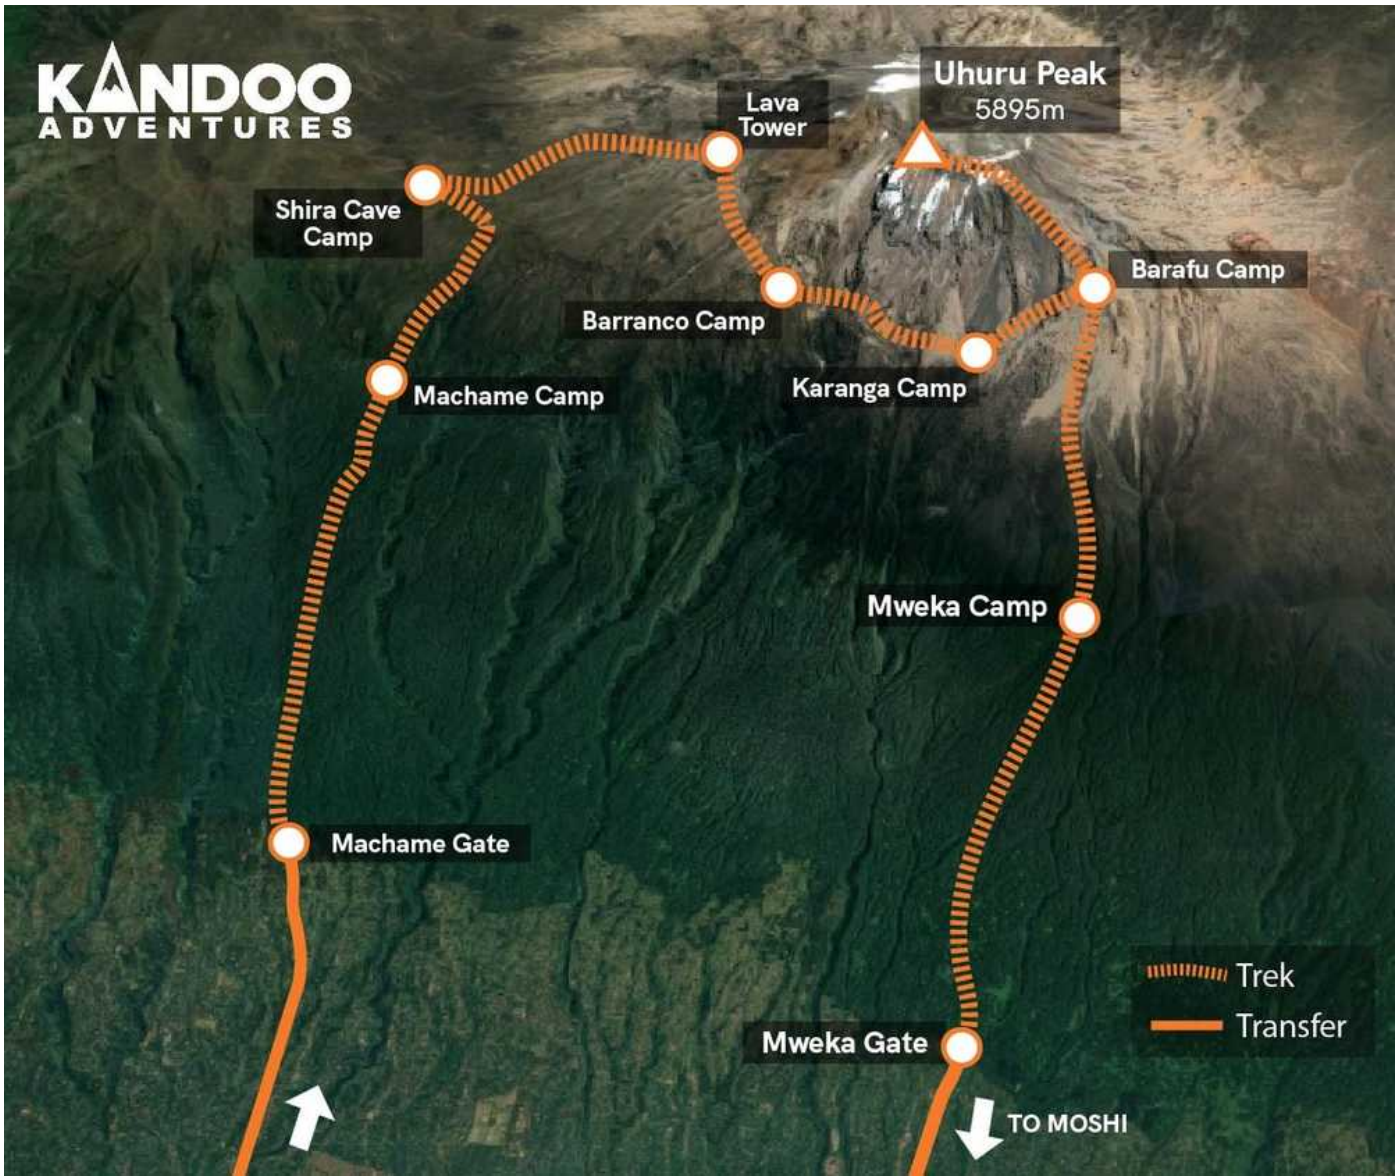 KANDOO
ADVENTURES
Uhuru Peak
5895m
Lava
Tower
Shira Cave
Camp
Barafu Camp
Barranco Camp
Karanga Camp
Machame Camp
Mweka Camp
Machame Gate
Trek
Transfer
Mweka Gate
TO MOSHI